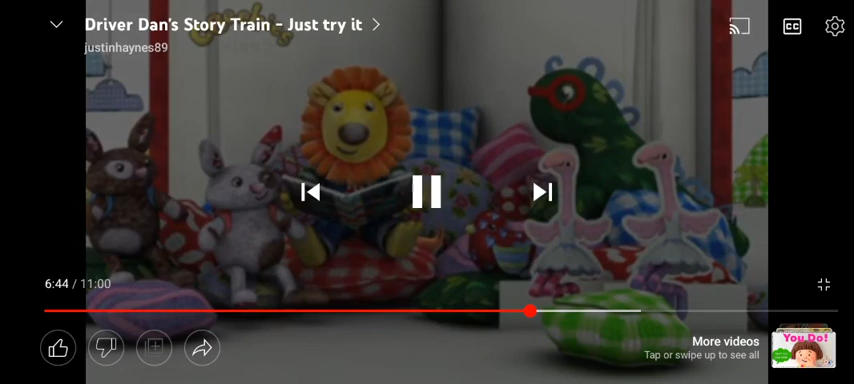 Driver Dan's Story Train - Just try it
justinhaynes89
CC
6:44 / 11:00
More videos
Tap or swipe up to see all
You Do!